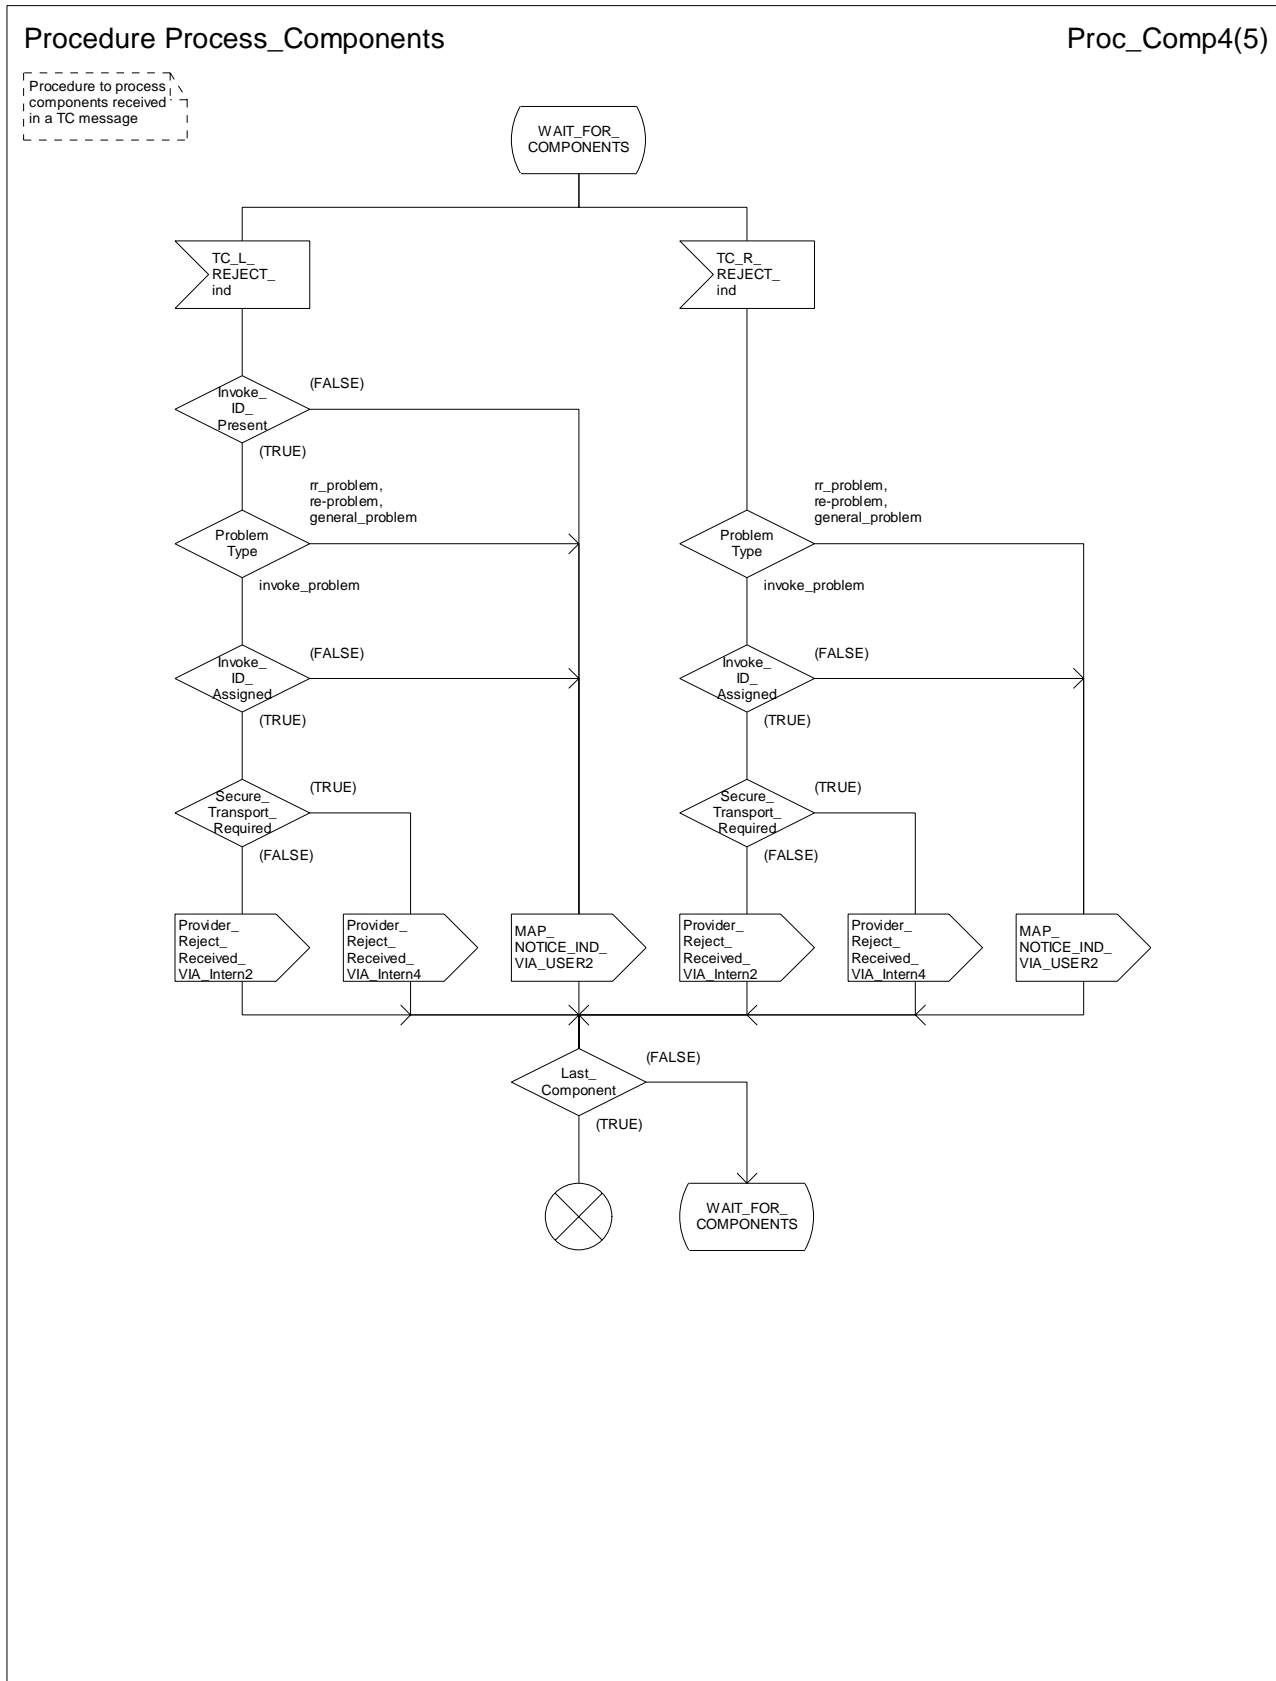 Procedure Process_Components
Proc_Comp4(5)
Procedure to process
components received
in a TC message
WAIT_FOR_
COMPONENTS
TC_L_
REJECT_
ind
TC_R_
REJECT_
ind
Invoke_
ID_
Present
(FALSE)
(TRUE)
rr_problem,
re-problem,
general_problem
Problem
Type
invoke_problem
rr_problem,
re-problem,
general_problem
Problem
Type
invoke_problem
Invoke_
ID_
Assigned
(FALSE)
(TRUE)
Invoke_
ID_
Assigned
(FALSE)
(TRUE)
Secure_
Transport_
Required
(TRUE)
(FALSE)
Secure_
Transport_
Required
(TRUE)
(FALSE)
Provider_
Reject_
Received_
VIA_Intern2
Provider_
Reject_
Received_
VIA_Intern4
MAP_
NOTICE_IND_
VIA_USER2
Provider_
Reject_
Received_
VIA_Intern2
Provider_
Reject_
Received_
VIA_Intern4
MAP_
NOTICE_IND_
VIA_USER2
Last_
Component
(FALSE)
(TRUE)
WAIT_FOR_
COMPONENTS